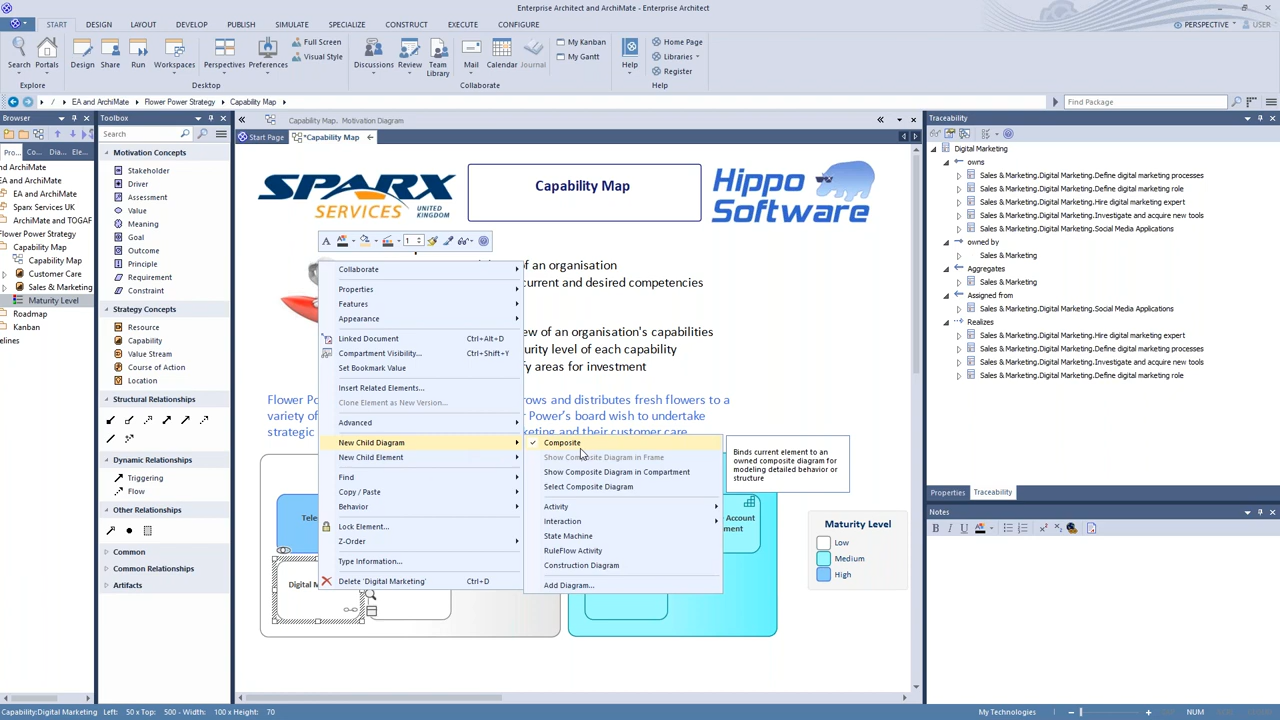 Enterprise Architect and ArchiMate - Enterprise Architect
START DESIGN LAYOUT DEVELOP PUBLISH SIMULATE SPECIALIZE CONSTRUCT EXECUTE CONFIGURE
PERSPECTIVE USER
Search Portals Design Share Run Workspaces Perspectives Preferences Full Screen Visual Style Discussions Review Team Library Mail Calendar Journal My Kanban My Gantt Help Home Page Libraries Register
Explore Desktop Collaborate Help
/ EA and ArchiMate Flower Power Strategy Capability Map
Find Package
Browser
Pro... Co... Dia... Ele...
nd ArchiMate
EA and ArchiMate
EA and ArchiMate
Sparx Services UK
ArchiMate and TOGAF
Flower Power Strategy
Capability Map
Capability Map
Customer Care
Sales & Marketing
Maturity Level
Roadmap
Kanban
elines
Toolbox
Search
Motivation Concepts
Stakeholder
Driver
Assessment
Value
Meaning
Goal
Outcome
Principle
Requirement
Constraint
Strategy Concepts
Resource
Capability
Value Stream
Course of Action
Location
Structural Relationships
Dynamic Relationships
Triggering
Flow
Other Relationships
Common
Common Relationships
Artifacts
Capability Map. Motivation Diagram
Start Page *Capability Map
SPARX
SERVICES UNITED KINGDOM
Capability Map
Hippo
Software
1
of an organisation
urrent and desired competencies
ew of an organisation's capabilities
urity level of each capability
fy areas for investment
Flower Po
rows and distributes fresh flowers to a
variety of
r Power's board wish to undertake
strategic
keting and their customer care
Tele
Account
ment
Digital M
Maturity Level
Low
Medium
High
Collaborate
Properties
Features
Appearance
Linked Document Ctrl+Alt+D
Compartment Visibility... Ctrl+Shift+Y
Set Bookmark Value
Insert Related Elements...
Clone Element as New Version...
Advanced
New Child Diagram
New Child Element
Find
Copy / Paste
Behavior
Lock Element...
Z-Order
Type Information...
Delete 'Digital Marketing' Ctrl+D
Composite
Show Composite Diagram in Frame
Show Composite Diagram in Compartment
Select Composite Diagram
Activity
Interaction
State Machine
RuleFlow Activity
Construction Diagram
Add Diagram...
Binds current element to an
owned composite diagram for
modeling detailed behavior or
structure
Traceability
Digital Marketing
owns
Sales & Marketing.Digital Marketing.Define digital marketing processes
Sales & Marketing.Digital Marketing.Define digital marketing role
Sales & Marketing.Digital Marketing.Hire digital marketing expert
Sales & Marketing.Digital Marketing.Investigate and acquire new tools
Sales & Marketing.Digital Marketing.Social Media Applications
owned by
Sales & Marketing
Aggregates
Sales & Marketing
Assigned from
Sales & Marketing.Digital Marketing.Social Media Applications
Realizes
Sales & Marketing.Digital Marketing.Hire digital marketing expert
Sales & Marketing.Digital Marketing.Define digital marketing processes
Sales & Marketing.Digital Marketing.Investigate and acquire new tools
Sales & Marketing.Digital Marketing.Define digital marketing role
Properties Traceability
Notes
B I U
Capability:Digital Marketing Left: 50 x Top: 500 - Width: 100 x Height: 70
My Technologies NUM